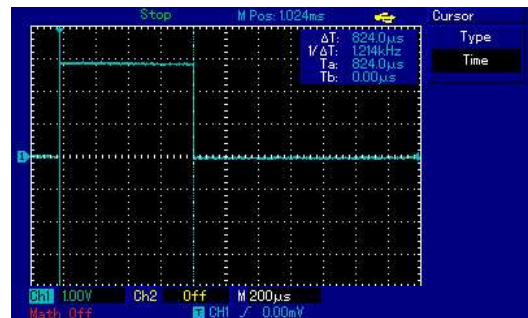 Stop M Pos: 1.024ms Cursor
ΔT: 824.0μs Type
1/ΔT: 1.214kHz Time
Ta: 824.0μs
Tb: 0.00μs
1
Ch1 1.00V Ch2 Off M 200μs
Math Off T CH1 / 0.00mV